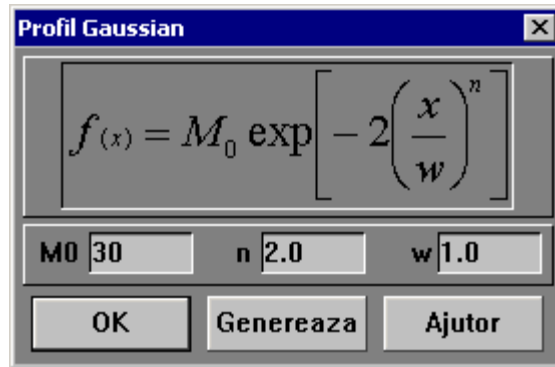 Profil Gaussian
f(x) = M₀ exp[ - 2 (x/w)ⁿ ]
M0 30 n 2.0 w 1.0
OK Genereaza Ajutor